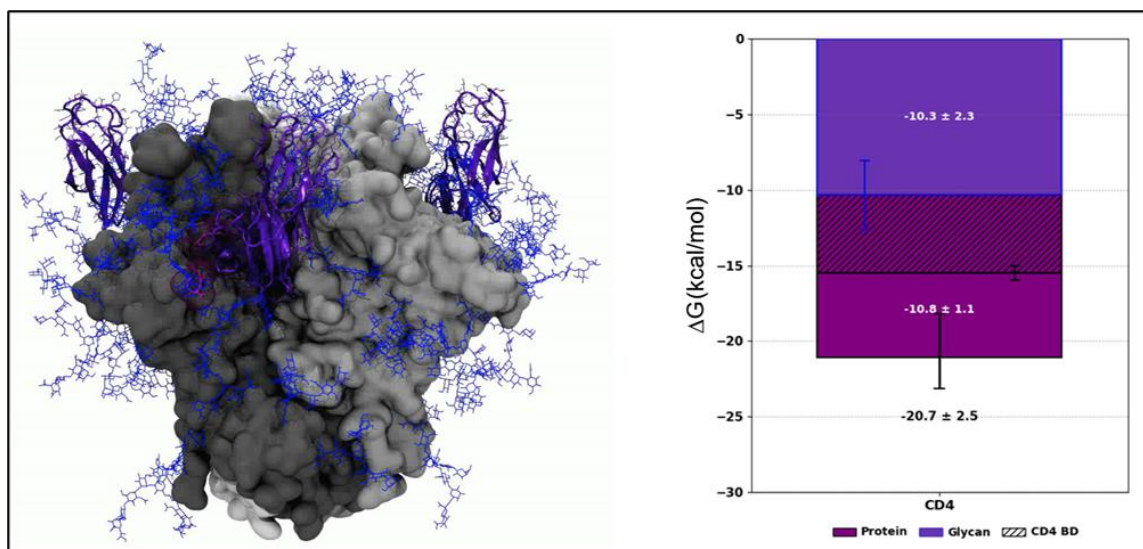 0
−5
−10
−15
−20
−25
−30
ΔG(kcal/mol)
-10.3 ± 2.3
-10.8 ± 1.1
-20.7 ± 2.5
CD4
Protein Glycan CD4 BD